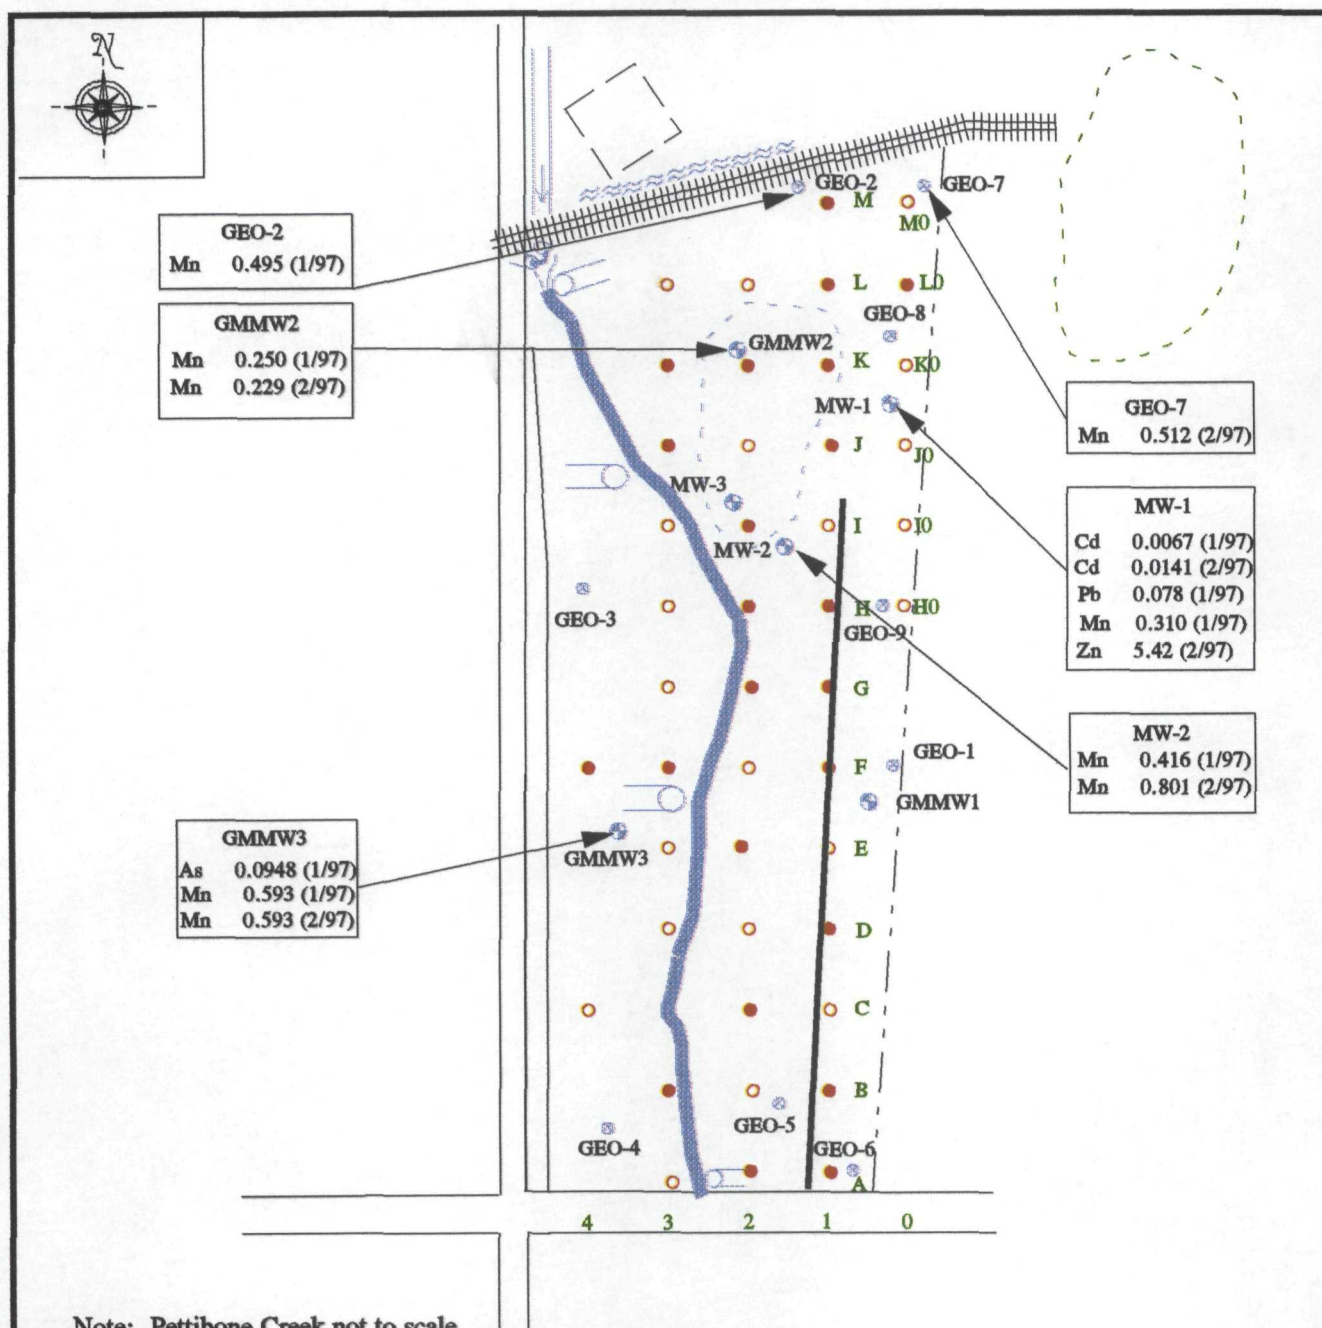 N
GEO-2
GEO-7
M
M0
GEO-2
Mn 0.495 (1/97)
L
L0
GEO-8
GMMW2
Mn 0.250 (1/97)
Mn 0.229 (2/97)
GMMW2
K
K0
MW-1
GEO-7
Mn 0.512 (2/97)
J
J0
MW-3
MW-1
Cd 0.0067 (1/97)
Cd 0.0141 (2/97)
Pb 0.078 (1/97)
Mn 0.310 (1/97)
Zn 5.42 (2/97)
I
I0
MW-2
GEO-3
H
H0
GEO-9
G
MW-2
Mn 0.416 (1/97)
Mn 0.801 (2/97)
GEO-1
F
GMMW1
GMMW3
As 0.0948 (1/97)
Mn 0.593 (1/97)
Mn 0.593 (2/97)
GMMW3
E
D
C
B
GEO-5
GEO-4
GEO-6
A
4 3 2 1 0
Note: Pettibone Creek not to scale